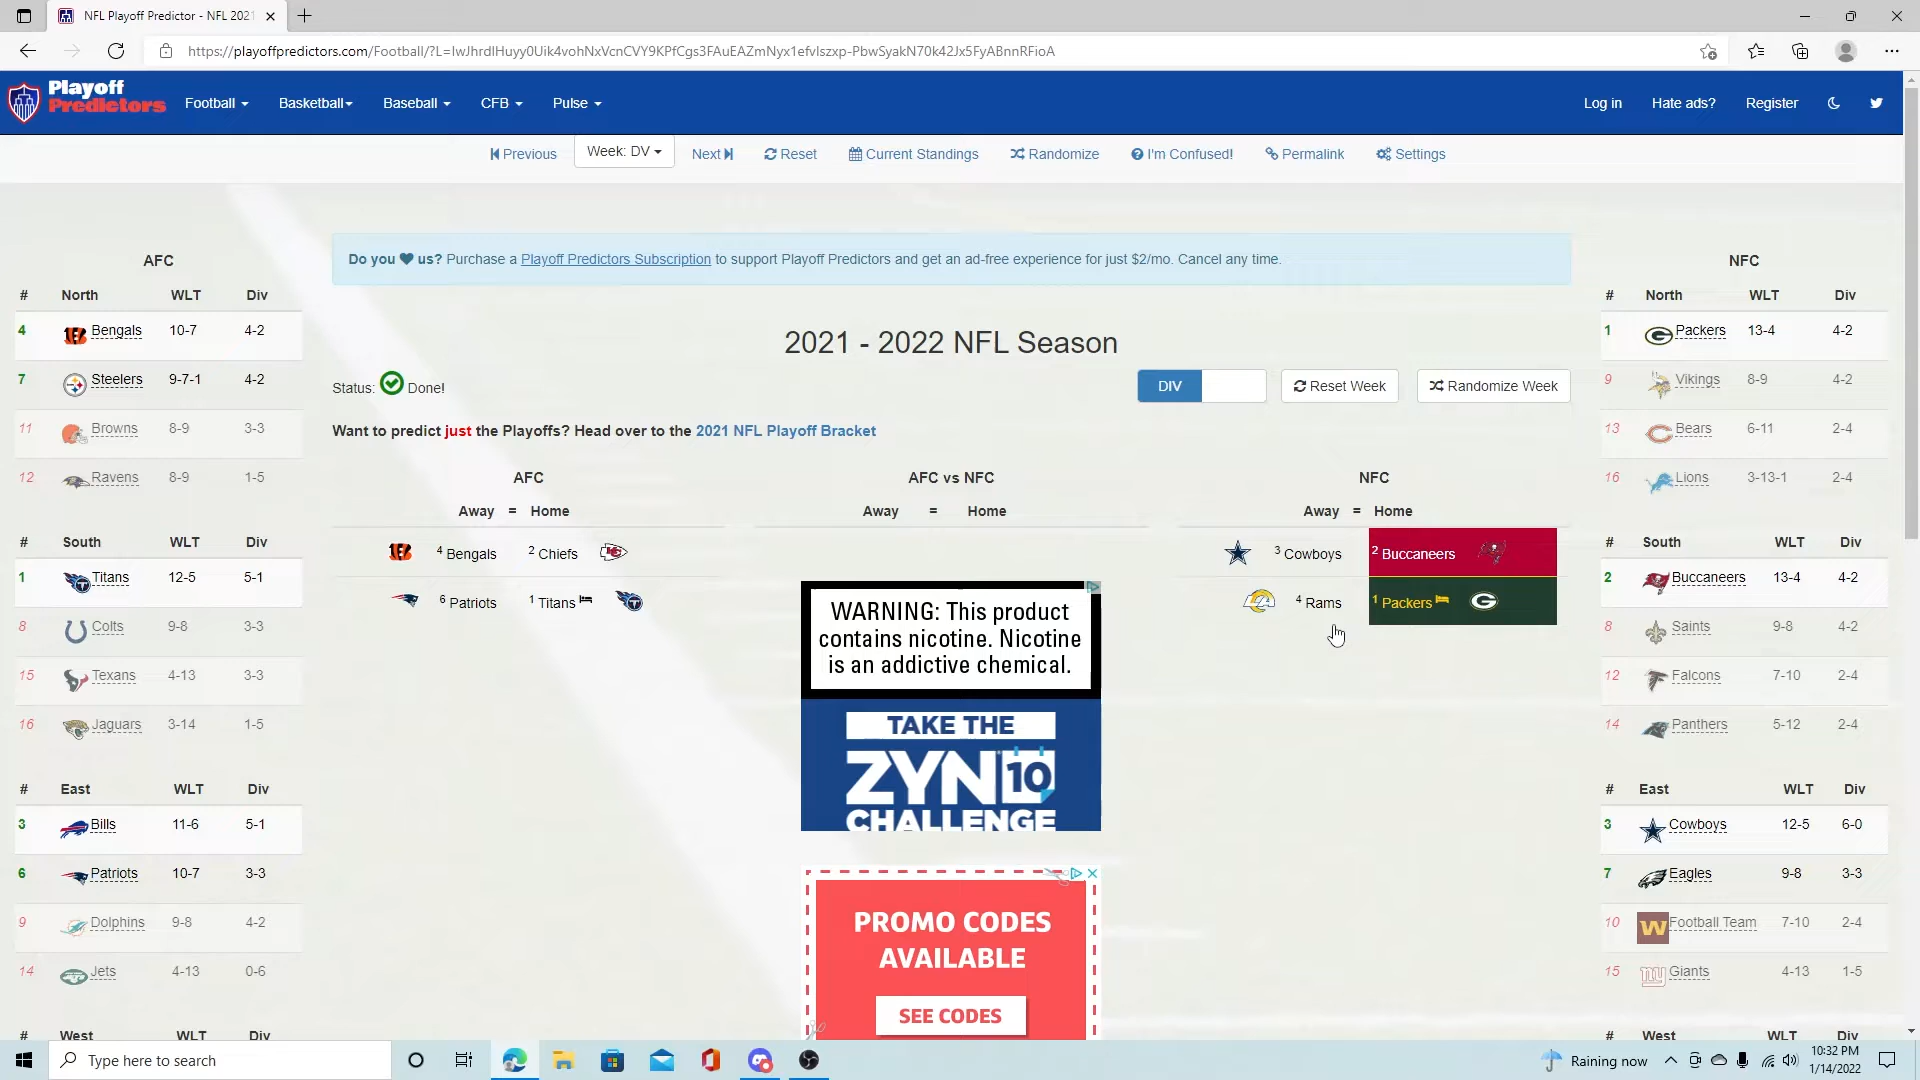 NFL Playoff Predictor - NFL 2021
https://playoffpredictors.com/Football/?L=IwJhrdlHuyy0Uik4vohNxVcnCVY9KPfCgs3FAuEAZmNyx1efvlszxp-PbwSyakN70k42Jx5FyABnnRFioA
Playoff Predictors Football Basketball Baseball CFB Pulse Log in Hate ads? Register
Previous Week: DV Next Reset Current Standings Randomize I'm Confused! Permalink Settings
Do you us? Purchase a Playoff Predictors Subscription to support Playoff Predictors and get an ad-free experience for just $2/mo. Cancel any time.
AFC
# North WLT Div
4 Bengals 10-7 4-2
7 Steelers 9-7-1 4-2
11 Browns 8-9 3-3
12 Ravens 8-9 1-5
# South WLT Div
1 Titans 12-5 5-1
8 Colts 9-8 3-3
15 Texans 4-13 3-3
16 Jaguars 3-14 1-5
# East WLT Div
3 Bills 11-6 5-1
6 Patriots 10-7 3-3
9 Dolphins 9-8 4-2
14 Jets 4-13 0-6
# West WLT Div
2021 - 2022 NFL Season
Status: Done!
DIV Reset Week Randomize Week
Want to predict just the Playoffs? Head over to the 2021 NFL Playoff Bracket
AFC
Away = Home
4 Bengals 2 Chiefs
6 Patriots 1 Titans
AFC vs NFC
Away = Home
WARNING: This product
contains nicotine. Nicotine
is an addictive chemical.
TAKE THE
ZYN 10
CHALLENGE
PROMO CODES
AVAILABLE
SEE CODES
NFC
Away = Home
3 Cowboys 2 Buccaneers
4 Rams 1 Packers
NFC
# North WLT Div
1 Packers 13-4 4-2
9 Vikings 8-9 4-2
13 Bears 6-11 2-4
16 Lions 3-13-1 2-4
# South WLT Div
2 Buccaneers 13-4 4-2
8 Saints 9-8 4-2
12 Falcons 7-10 2-4
14 Panthers 5-12 2-4
# East WLT Div
3 Cowboys 12-5 6-0
7 Eagles 9-8 3-3
10 W Football Team 7-10 2-4
15 ny Giants 4-13 1-5
# West WLT Div
Type here to search
Raining now
10:32 PM
1/14/2022